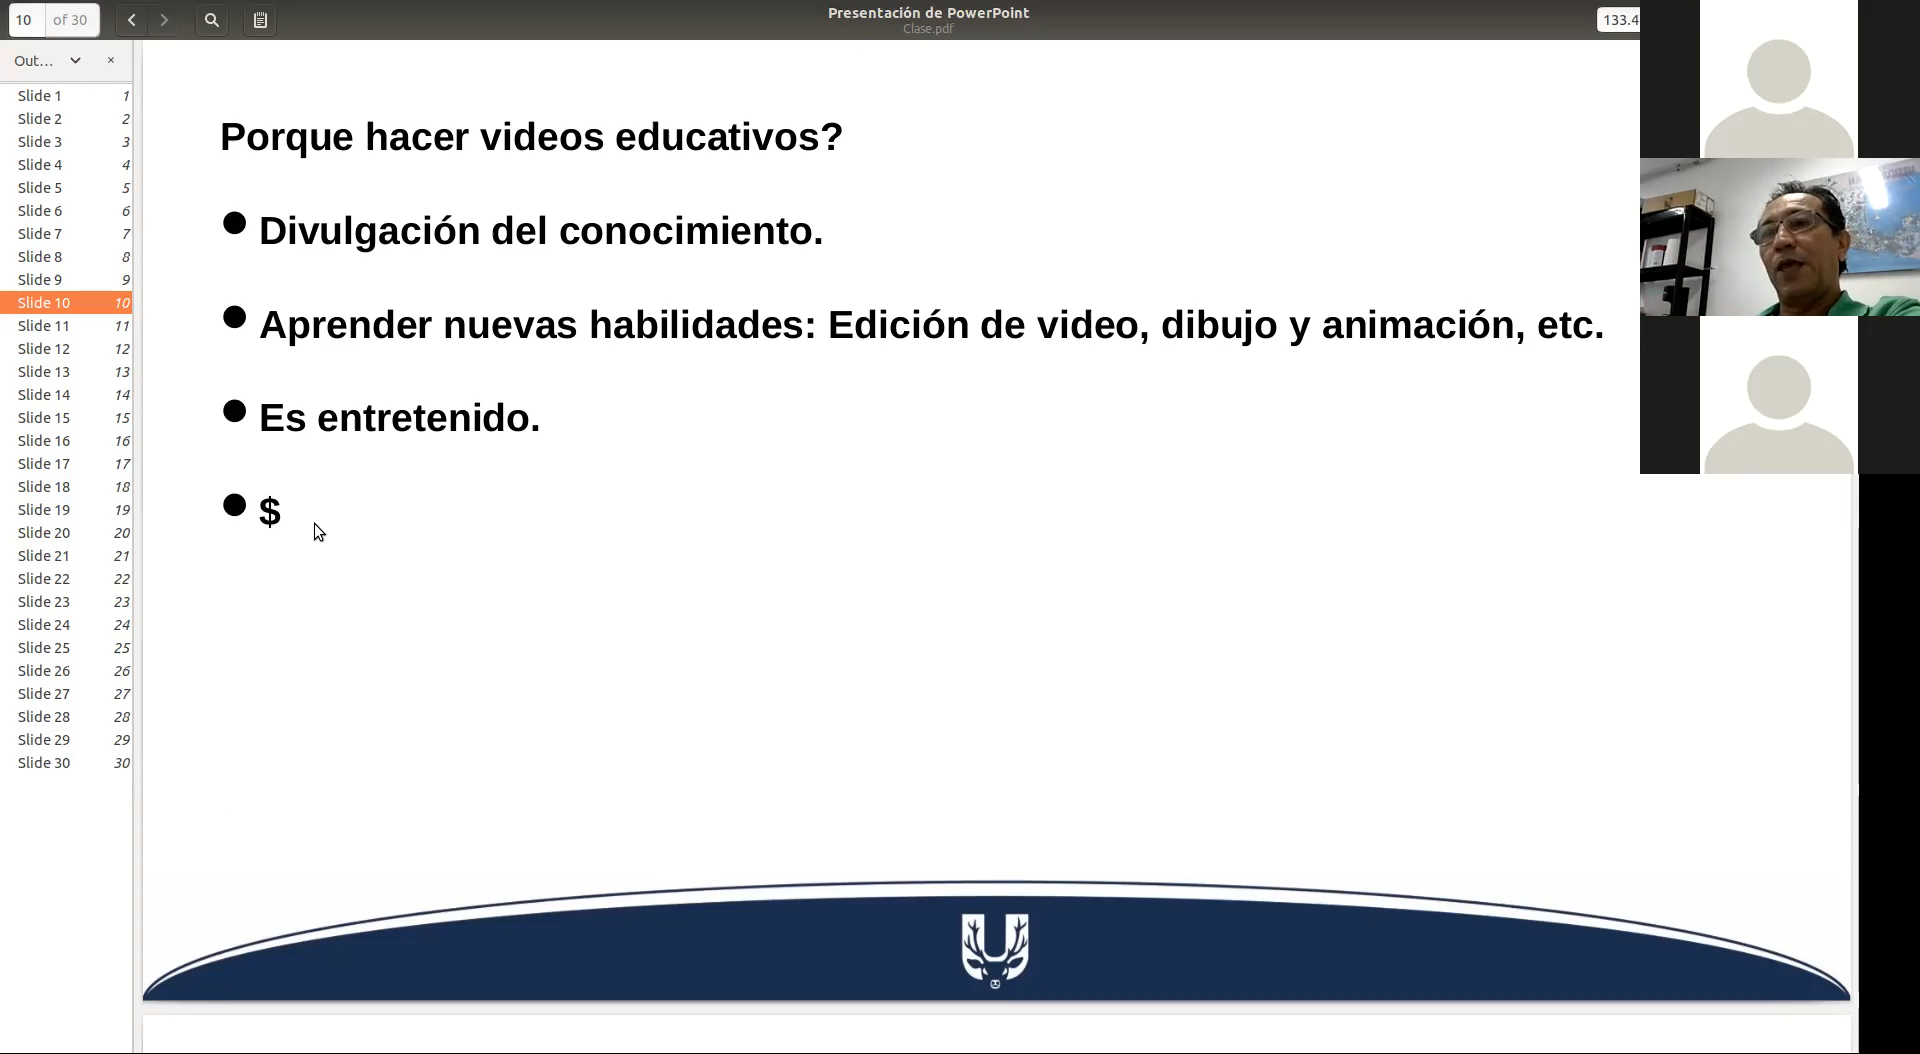 10 of 30
Presentación de PowerPoint
Clase.pdf
133.4
Out...
Slide 1 1
Slide 2 2
Slide 3 3
Slide 4 4
Slide 5 5
Slide 6 6
Slide 7 7
Slide 8 8
Slide 9 9
Slide 10 10
Slide 11 11
Slide 12 12
Slide 13 13
Slide 14 14
Slide 15 15
Slide 16 16
Slide 17 17
Slide 18 18
Slide 19 19
Slide 20 20
Slide 21 21
Slide 22 22
Slide 23 23
Slide 24 24
Slide 25 25
Slide 26 26
Slide 27 27
Slide 28 28
Slide 29 29
Slide 30 30
Porque hacer videos educativos?
● Divulgación del conocimiento.
● Aprender nuevas habilidades: Edición de video, dibujo y animación, etc.
● Es entretenido.
● $
U